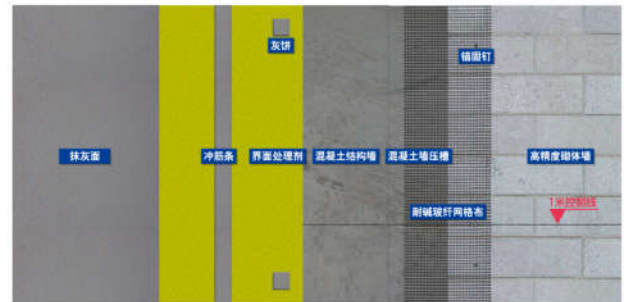 灰饼
锚固钉
抹灰面
冲筋条
界面处理剂
混凝土结构墙
混凝土墙压槽
高精度砌体墙
1米控制线
耐碱玻纤网格布